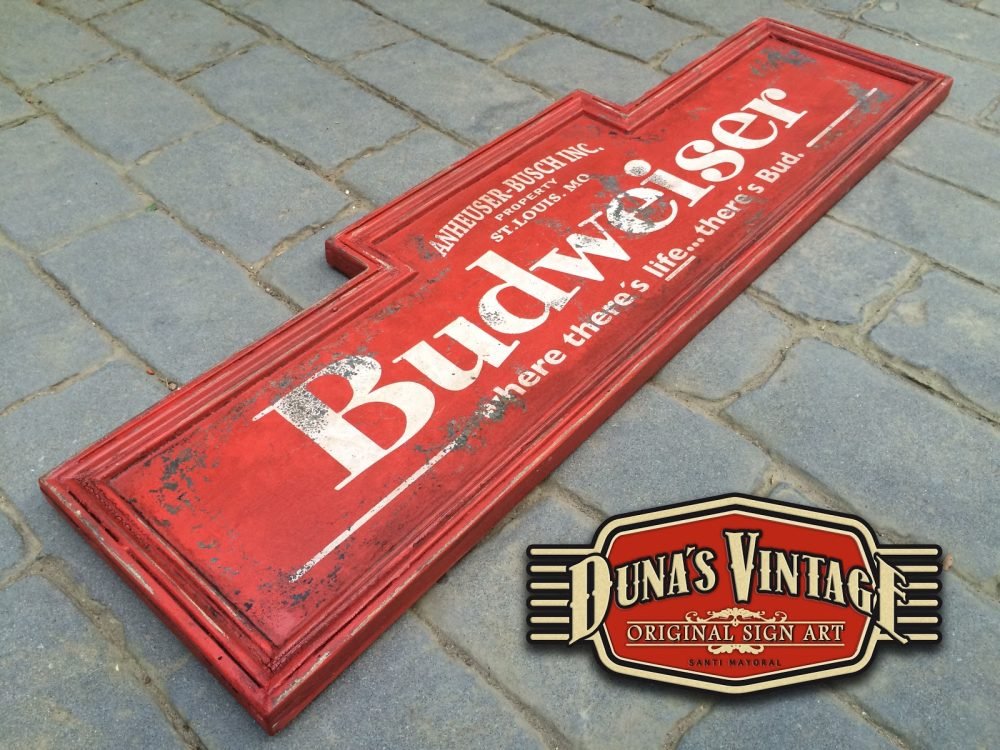 ANHEUSER-BUSCH INC.
PROPERTY
ST. LOUIS. MO
Budweiser
where there's life...there's Bud.
DUNA'S VINTAGE
ORIGINAL SIGN ART
SANTI MAYORAL